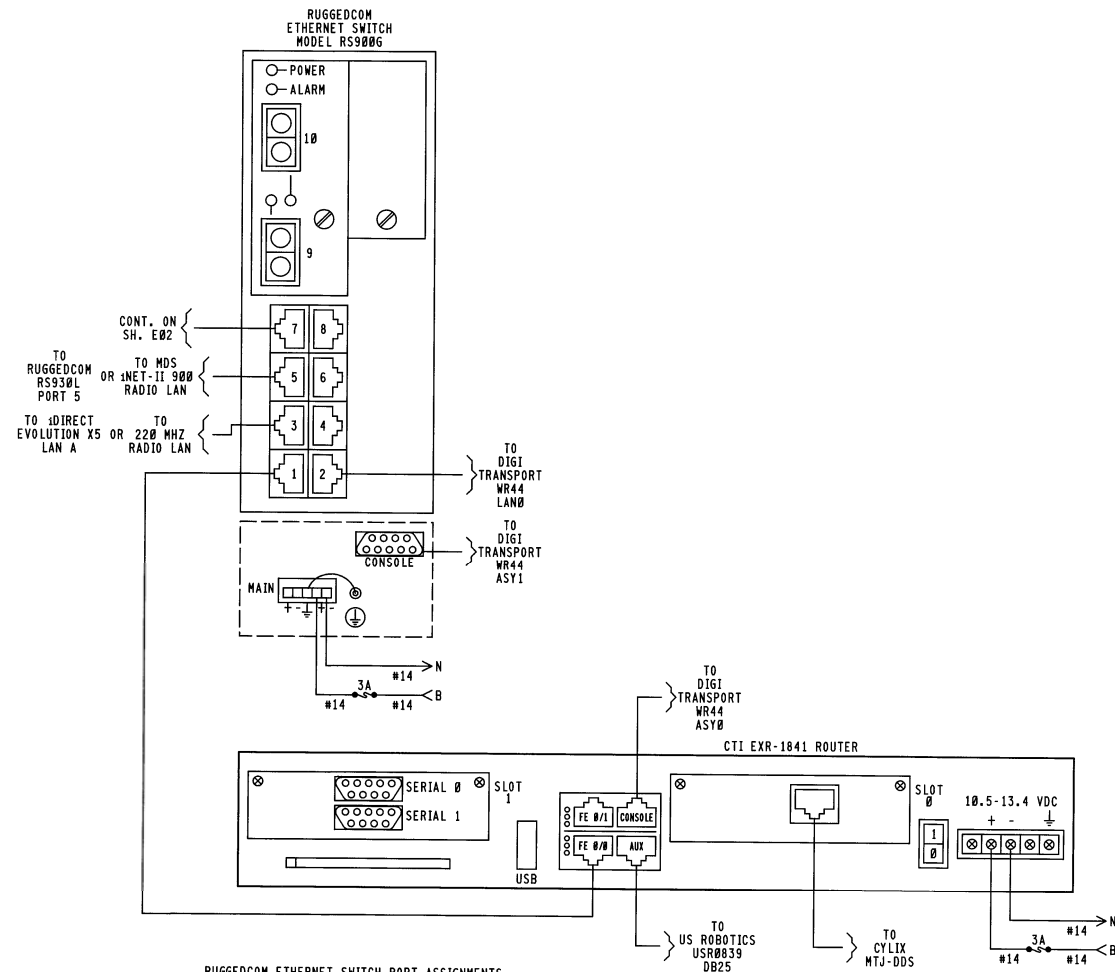 RUGGEDCOM
ETHERNET SWITCH
MODEL RS900G
POWER
ALARM
10
9
CONT. ON
SH. E02
7
8
TO
RUGGEDCOM
RS930L
PORT 5
OR
TO MDS
iNET-II 900
RADIO LAN
5
6
TO iDIRECT
EVOLUTION X5
LAN A
OR
TO
220 MHZ
RADIO LAN
3
4
1
2
TO
DIGI
TRANSPORT
WR44
LAN0
CONSOLE
TO
DIGI
TRANSPORT
WR44
ASY1
MAIN
+ - + -
#14
N
3A
#14
#14
B
TO
DIGI
TRANSPORT
WR44
ASY0
CTI EXR-1841 ROUTER
SERIAL 0
SERIAL 1
SLOT
1
USB
FE 0/1
CONSOLE
FE 0/0
AUX
SLOT
0
1
0
10.5-13.4 VDC
+ -
#14
N
3A
#14
#14
B
TO
US ROBOTICS
USR0839
DB25
TO
CYLIX
MTJ-DDS
RUGGEDCOM ETHERNET SWITCH PORT ASSIGNMENTS